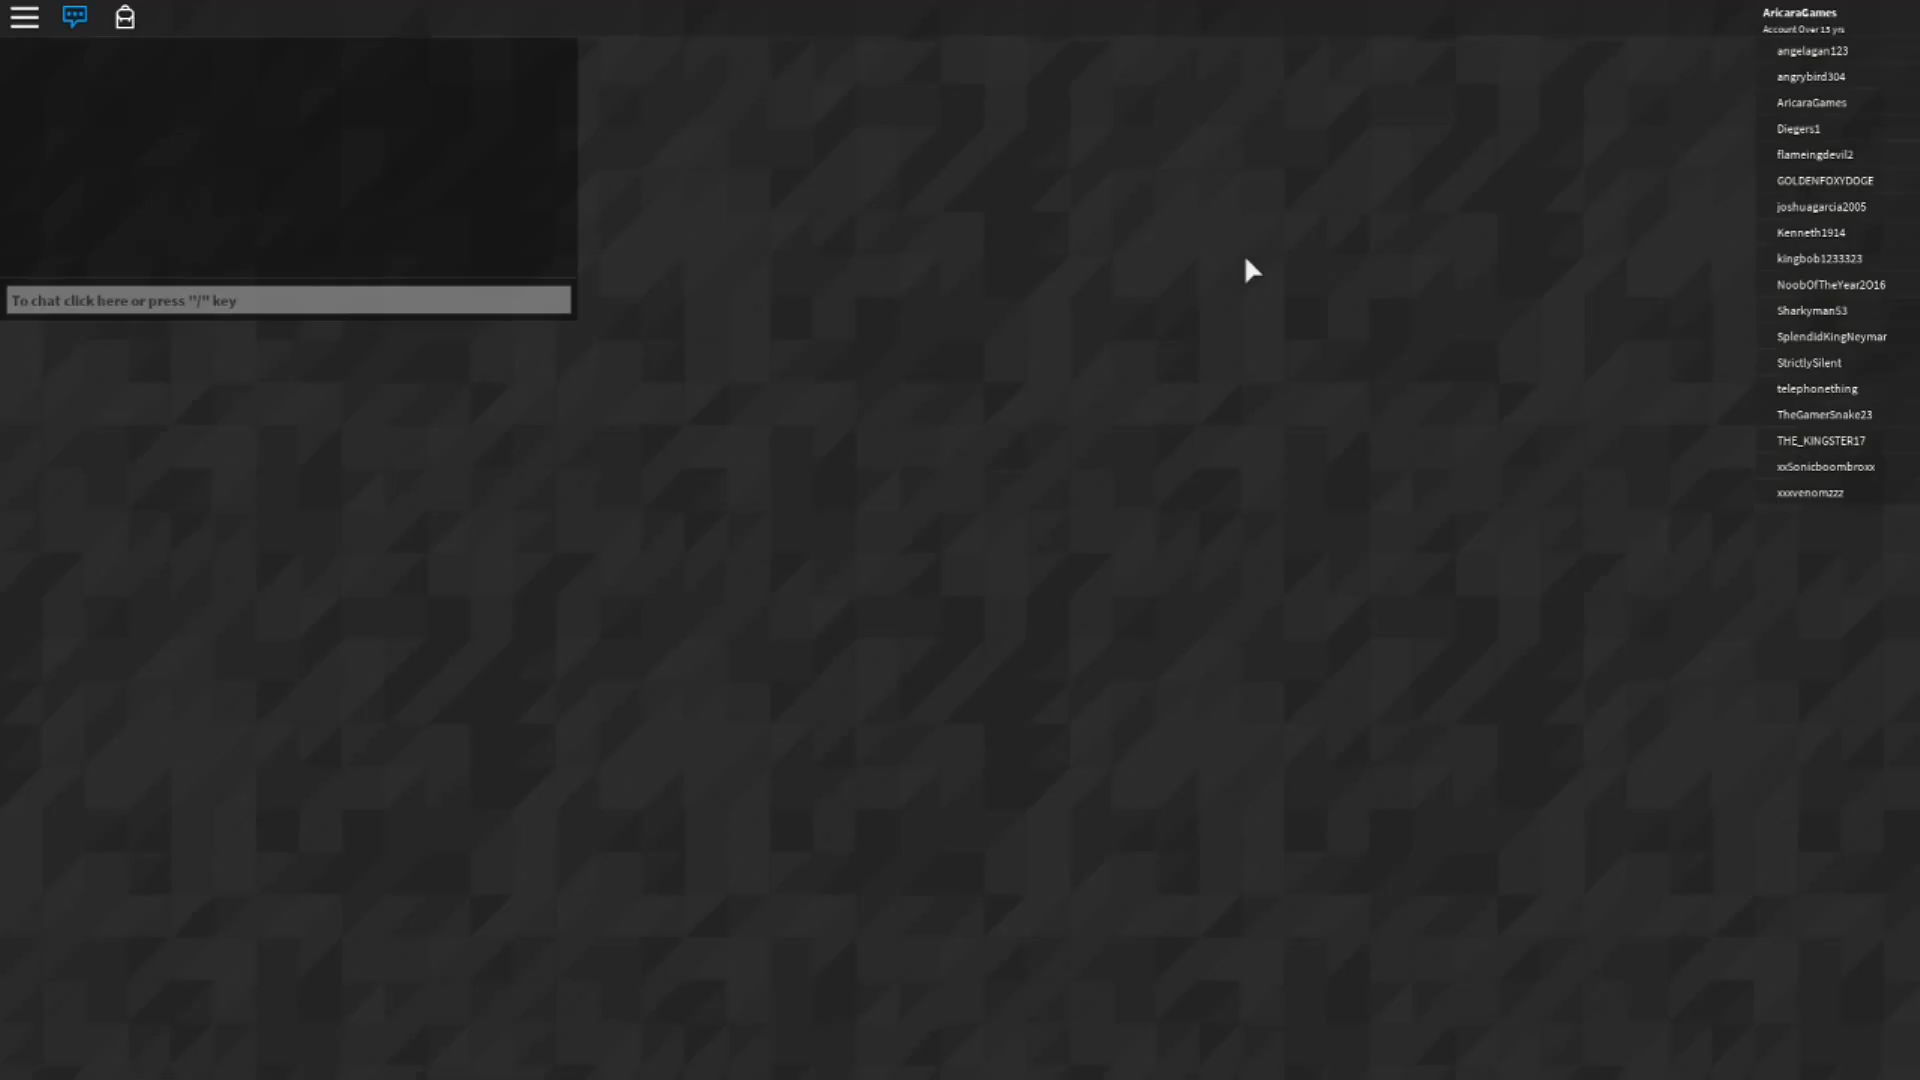 AricaraGames
Account Over 13 yrs
angelagan123
angrybird304
AricaraGames
Diegers1
flameingdevil2
GOLDENFOXYDOGE
joshuagarcia2005
Kenneth1914
kingbob1233323
To chat click here or press "/" key
NoobOfTheYear2016
Sharkyman53
SplendidKingNeymar
StrictlySilent
telephonething
TheGamerSnake23
THE_KINGSTER17
xxSonicboombroxx
xxxvenomzzz